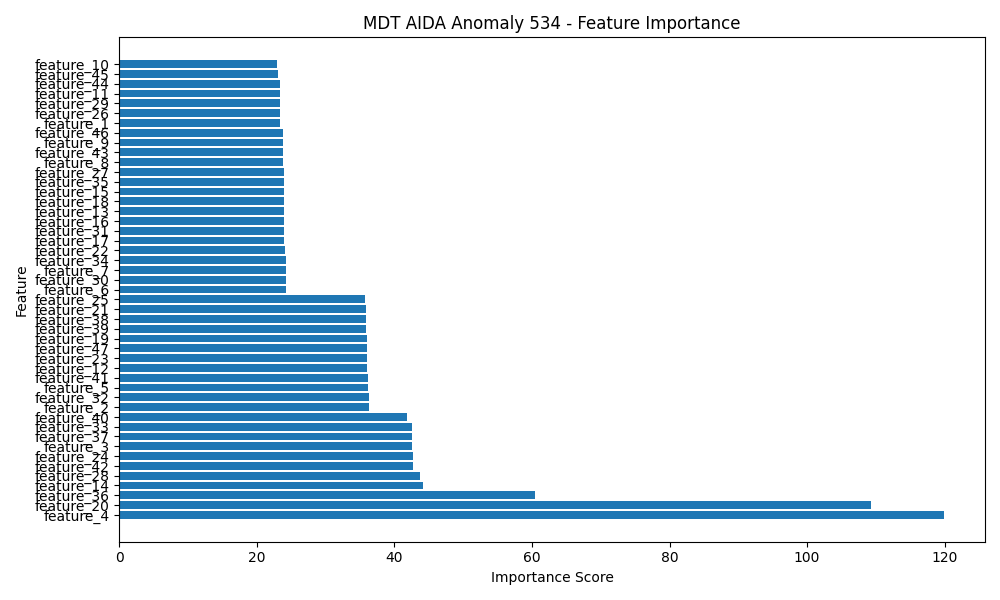 MDT AIDA Anomaly 534 - Feature Importance
feature_10
feature_45
feature_44
feature_11
feature_29
feature_26
feature_1
feature_46
feature_9
feature_43
feature_8
feature_27
feature_35
feature_15
feature_18
feature_13
feature_16
feature_31
feature_17
feature_22
feature_34
feature_7
feature_30
feature_6
feature_25
feature_21
feature_38
feature_39
feature_19
feature_47
feature_23
feature_12
feature_41
feature_5
feature_32
feature_2
feature_40
feature_33
feature_37
feature_3
feature_24
feature_42
feature_28
feature_14
feature_36
feature_20
feature_4
Feature
0 20 40 60 80 100 120
Importance Score